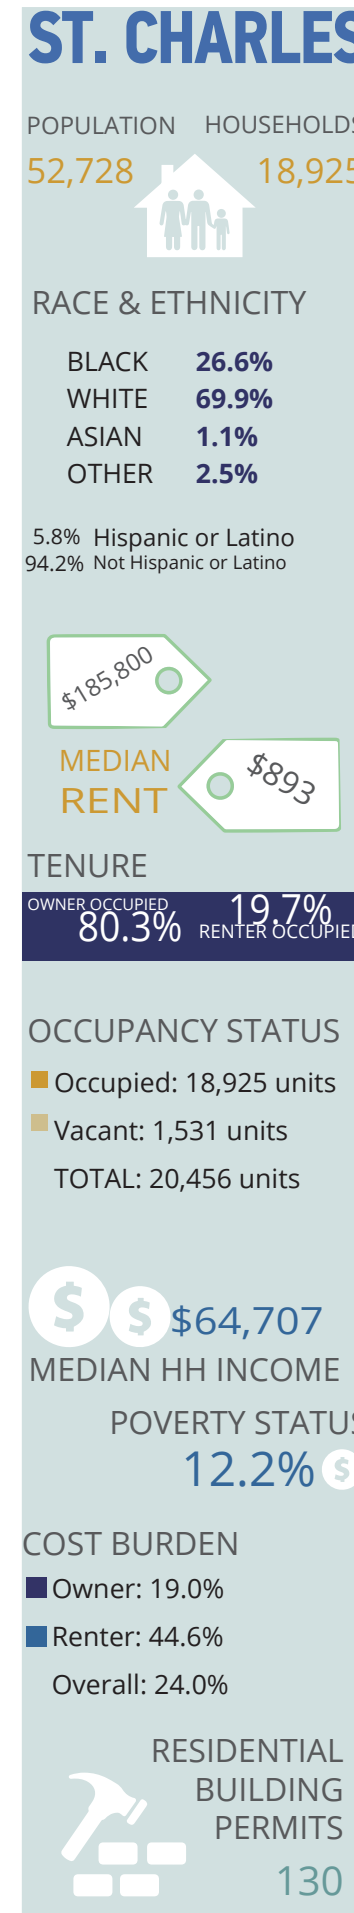 ST. CHARLES
POPULATION HOUSEHOLDS
52,728 18,925
RACE & ETHNICITY
BLACK 26.6%
WHITE 69.9%
ASIAN 1.1%
OTHER 2.5%
5.8% Hispanic or Latino
94.2% Not Hispanic or Latino
$185,800
MEDIAN
RENT
$893
TENURE
OWNER OCCUPIED
80.3%
19.7%
RENTER OCCUPIED
OCCUPANCY STATUS
Occupied: 18,925 units
Vacant: 1,531 units
TOTAL: 20,456 units
$ $ $64,707
MEDIAN HH INCOME
POVERTY STATUS
12.2% $
COST BURDEN
Owner: 19.0%
Renter: 44.6%
Overall: 24.0%
RESIDENTIAL
BUILDING
PERMITS
130